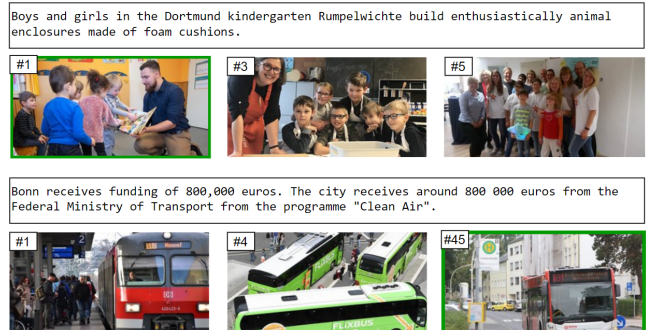 Boys and girls in the Dortmund kindergarten Rumpelwichte build enthusiastically animal
enclosures made of foam cushions.
#1
#3
#5
Bonn receives funding of 800,000 euros. The city receives around 800 000 euros from the
Federal Ministry of Transport from the programme "Clean Air".
#1
#4
#45
2
FLIXBUS